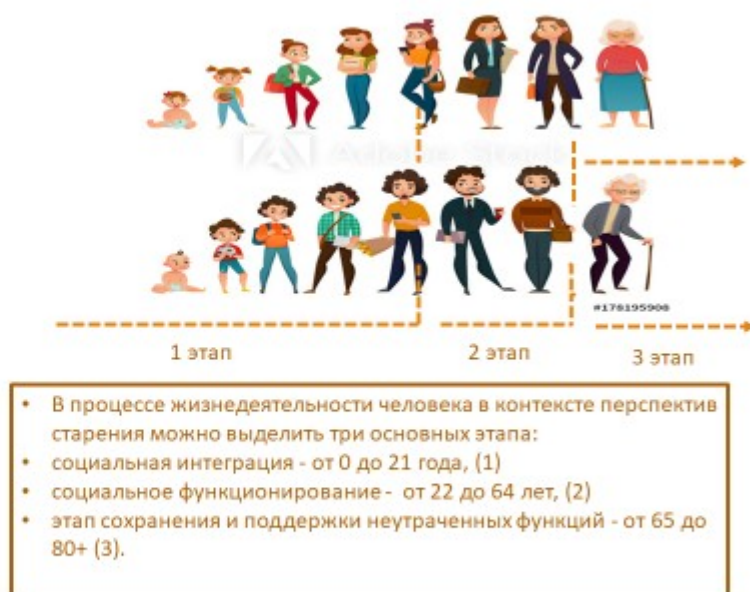 #178195908
1 этап
2 этап
3 этап
• В процессе жизнедеятельности человека в контексте перспектив
старения можно выделить три основных этапа:
• социальная интеграция - от 0 до 21 года, (1)
• социальное функционирование - от 22 до 64 лет, (2)
• этап сохранения и поддержки неутраченных функций - от 65 до
80+ (3).